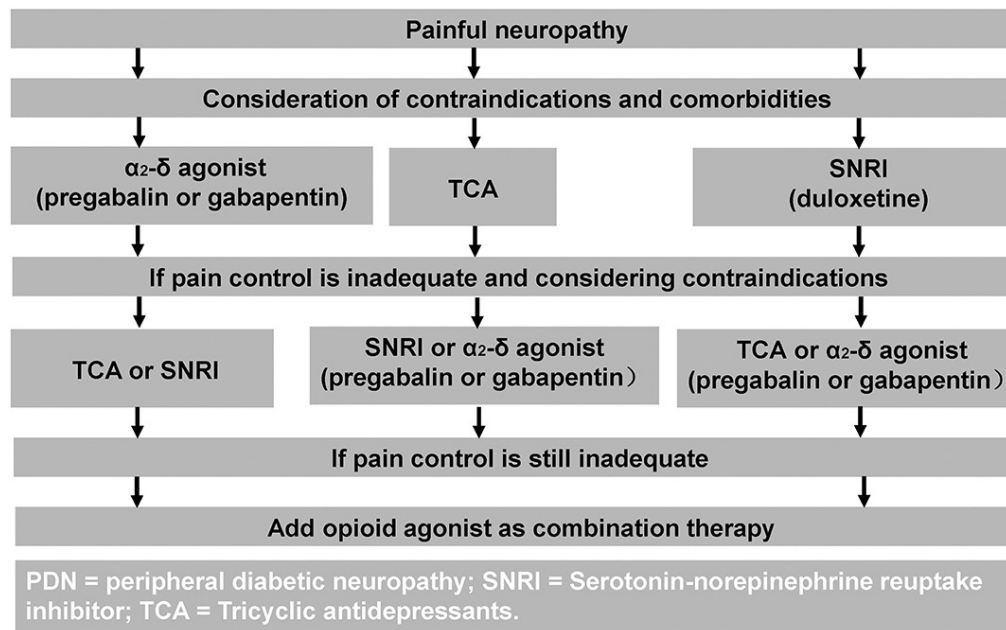 Painful neuropathy
Consideration of contraindications and comorbidities
α₂-δ agonist
(pregabalin or gabapentin)
TCA
SNRI
(duloxetine)
If pain control is inadequate and considering contraindications
TCA or SNRI
SNRI or α₂-δ agonist
(pregabalin or gabapentin）
TCA or α₂-δ agonist
(pregabalin or gabapentin）
If pain control is still inadequate
Add opioid agonist as combination therapy
PDN = peripheral diabetic neuropathy; SNRI = Serotonin-norepinephrine reuptake
inhibitor; TCA = Tricyclic antidepressants.